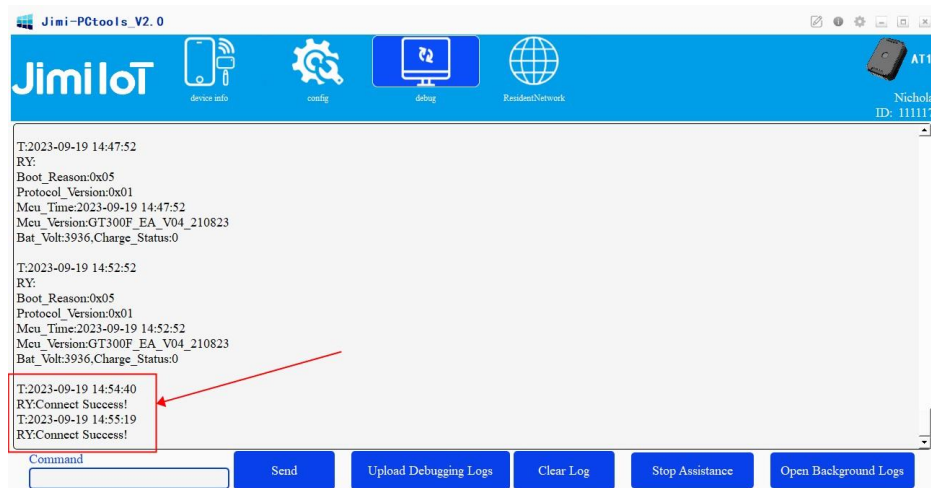 Jimi-PCtools_V2.0
JimiIoT
device info
config
debug
ResidentNetwork
AT1
Nichola
ID: 111117
T:2023-09-19 14:47:52
RY:
Boot_Reason:0x05
Protocol_Version:0x01
Mcu_Time:2023-09-19 14:47:52
Mcu_Version:GT300F_EA_V04_210823
Bat_Volt:3936,Charge_Status:0
T:2023-09-19 14:52:52
RY:
Boot_Reason:0x05
Protocol_Version:0x01
Mcu_Time:2023-09-19 14:52:52
Mcu_Version:GT300F_EA_V04_210823
Bat_Volt:3936,Charge_Status:0
T:2023-09-19 14:54:40
RY:Connect Success!
T:2023-09-19 14:55:19
RY:Connect Success!
Command
Send
Upload Debugging Logs
Clear Log
Stop Assistance
Open Background Logs